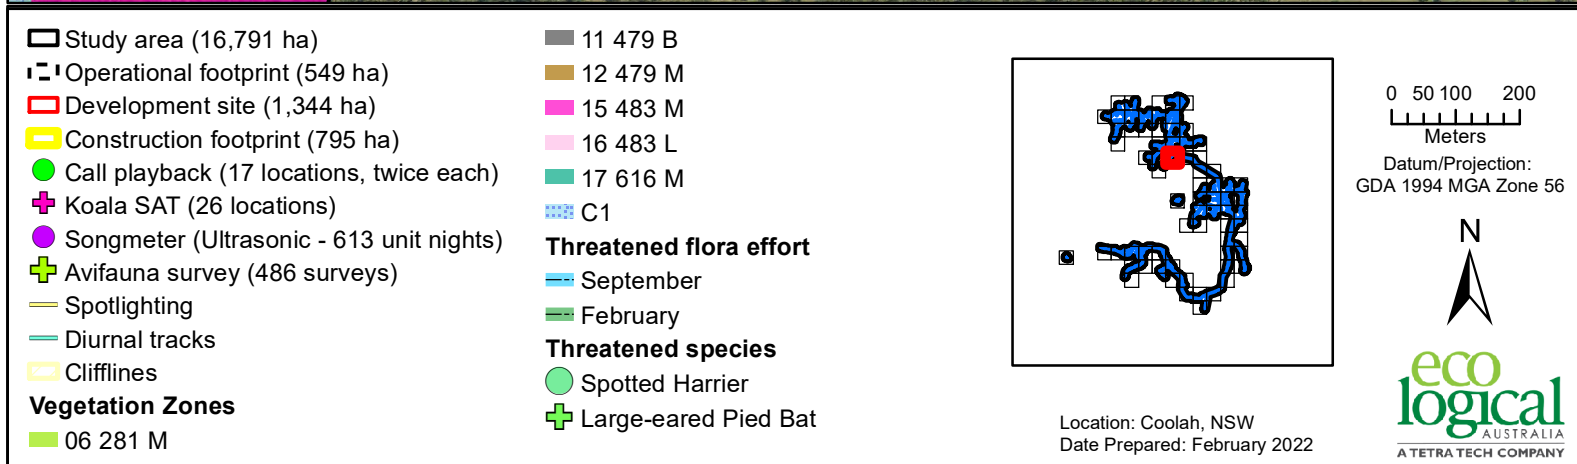 Study area (16,791 ha)
Operational footprint (549 ha)
Development site (1,344 ha)
Construction footprint (795 ha)
Call playback (17 locations, twice each)
Koala SAT (26 locations)
Songmeter (Ultrasonic - 613 unit nights)
Avifauna survey (486 surveys)
Spotlighting
Diurnal tracks
Clifflines
Vegetation Zones
06 281 M
11 479 B
12 479 M
15 483 M
16 483 L
17 616 M
C1
Threatened flora effort
September
February
Threatened species
Spotted Harrier
Large-eared Pied Bat
Location: Coolah, NSW
Date Prepared: February 2022
0 50 100 200
Meters
Datum/Projection:
GDA 1994 MGA Zone 56
N
eco
logical
AUSTRALIA
A TETRA TECH COMPANY